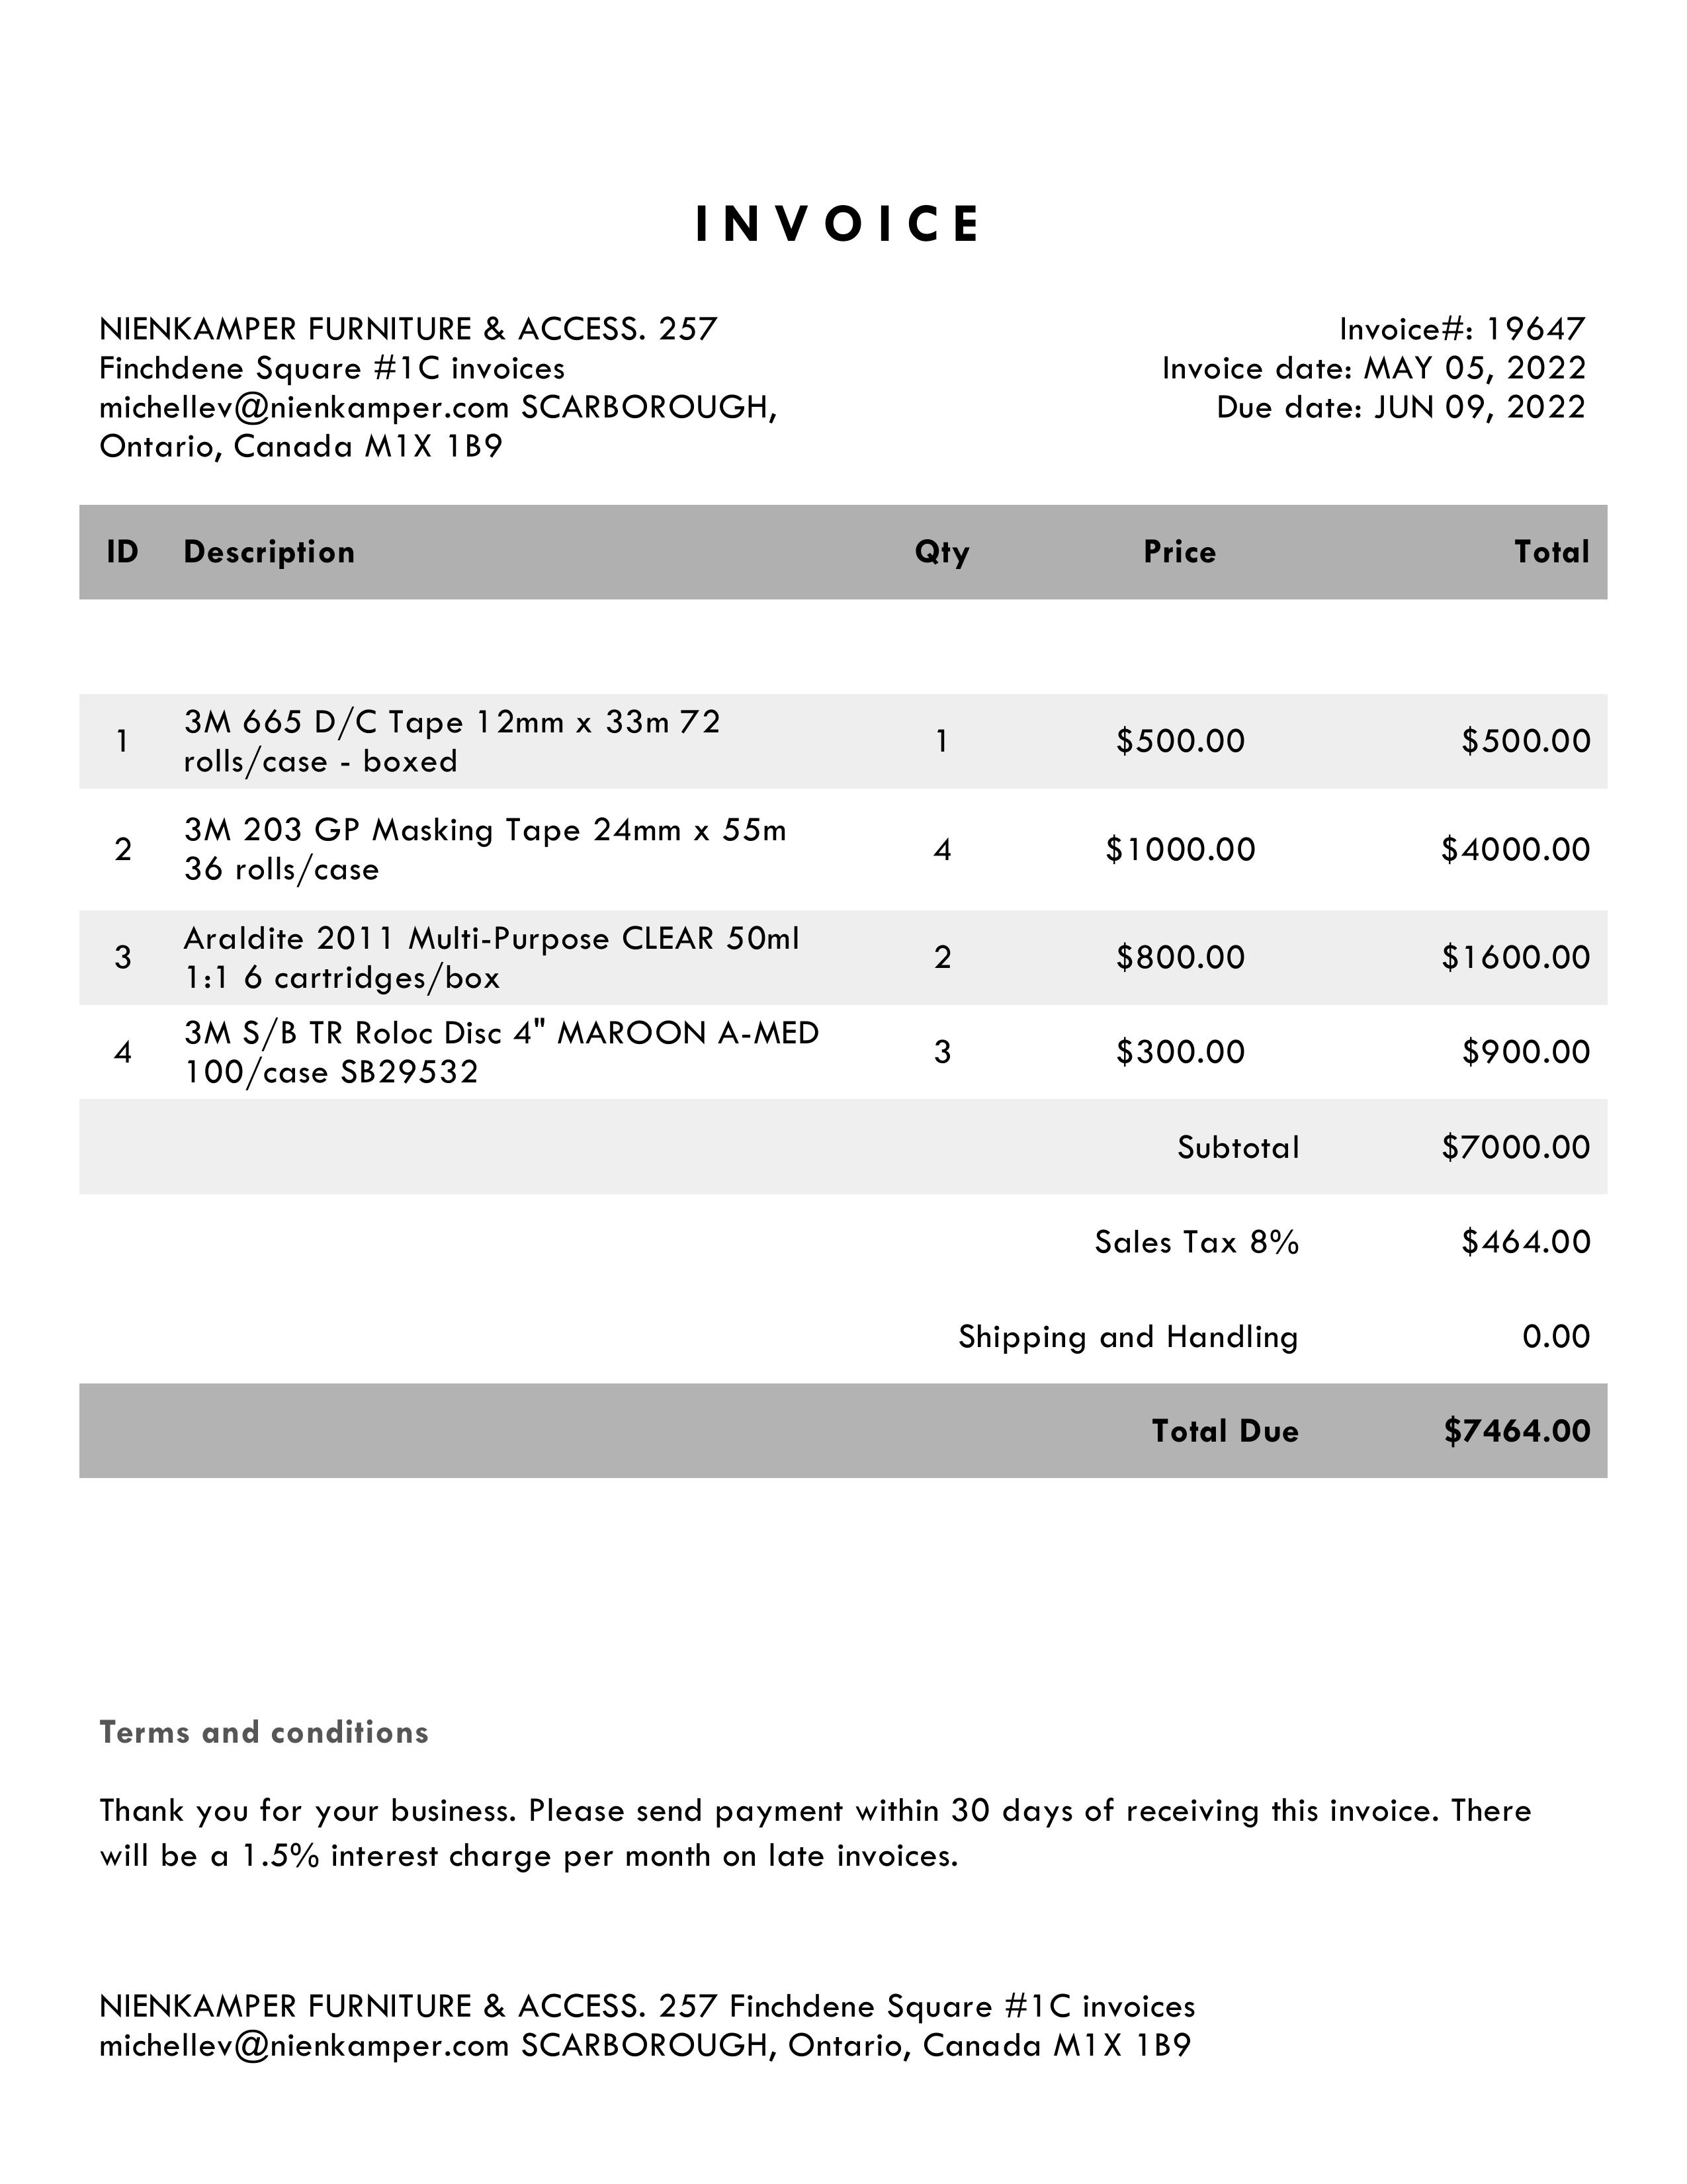 INVOICE
NIENKAMPER FURNITURE & ACCESS. 257
Finchdene Square #1C invoices
michellev@nienkamper.com SCARBOROUGH,
Ontario, Canada M1X 1B9
Invoice#: 19647
Invoice date: MAY 05, 2022
Due date: JUN 09, 2022
ID Description Qty Price Total
1 3M 665 D/C Tape 12mm x 33m 72
rolls/case - boxed 1 $500.00 $500.00
2 3M 203 GP Masking Tape 24mm x 55m
36 rolls/case 4 $1000.00 $4000.00
3 Araldite 2011 Multi-Purpose CLEAR 50ml
1:1 6 cartridges/box 2 $800.00 $1600.00
4 3M S/B TR Roloc Disc 4" MAROON A-MED
100/case SB29532 3 $300.00 $900.00
Subtotal $7000.00
Sales Tax 8% $464.00
Shipping and Handling 0.00
Total Due $7464.00
Terms and conditions
Thank you for your business. Please send payment within 30 days of receiving this invoice. There
will be a 1.5% interest charge per month on late invoices.
NIENKAMPER FURNITURE & ACCESS. 257 Finchdene Square #1C invoices
michellev@nienkamper.com SCARBOROUGH, Ontario, Canada M1X 1B9